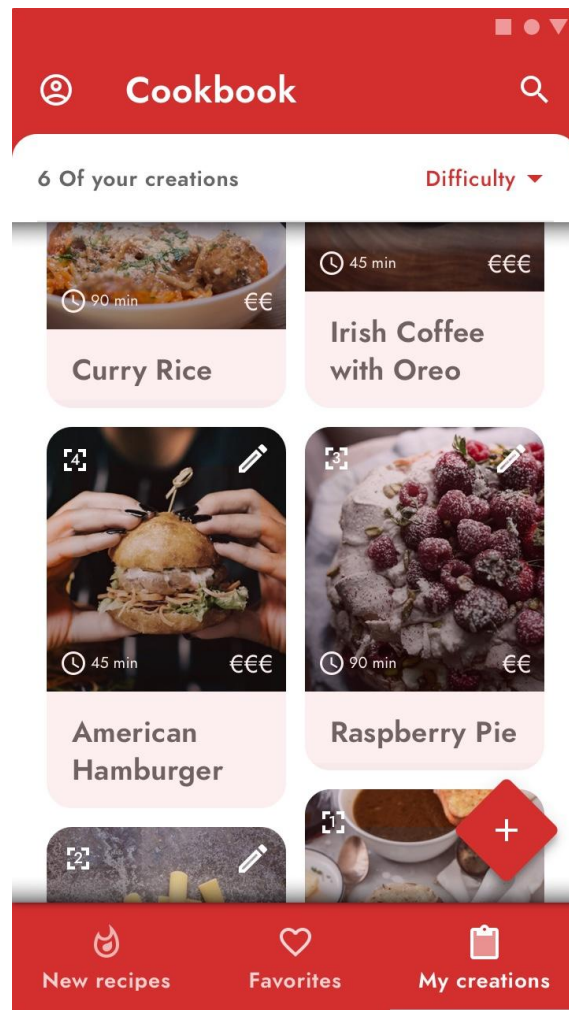 Cookbook
6 Of your creations
Difficulty
90 min
€€
Curry Rice
45 min
€€€
Irish Coffee
with Oreo
4
45 min
€€€
American
Hamburger
3
90 min
€€
Raspberry Pie
2
1
+
New recipes
Favorites
My creations